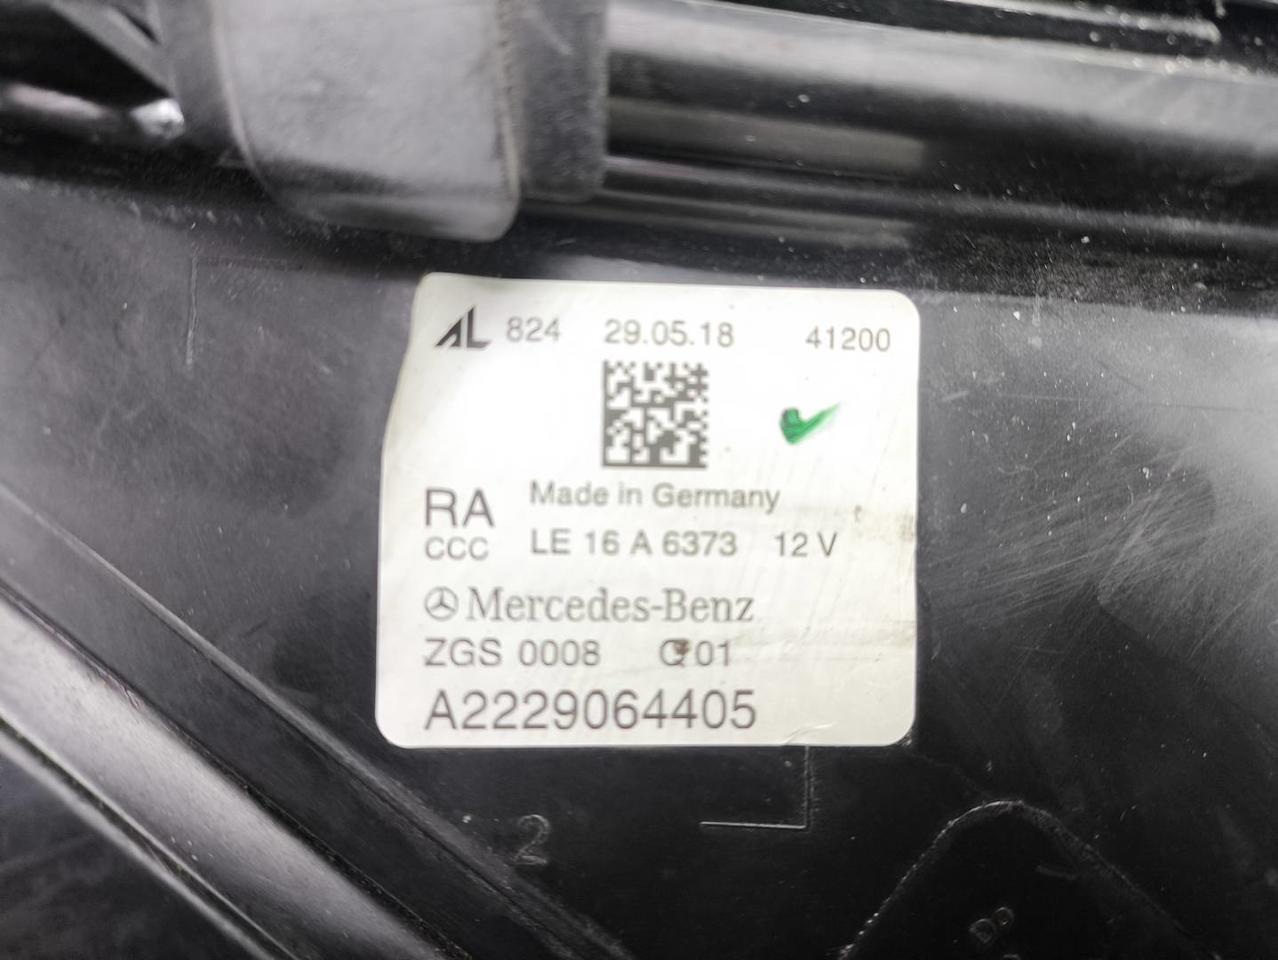 AL 824 29.05.18 41200
Made in Germany
RA
CCC LE 16 A 6373 12 V
Mercedes-Benz
ZGS 0008 Q 01
A2229064405
2